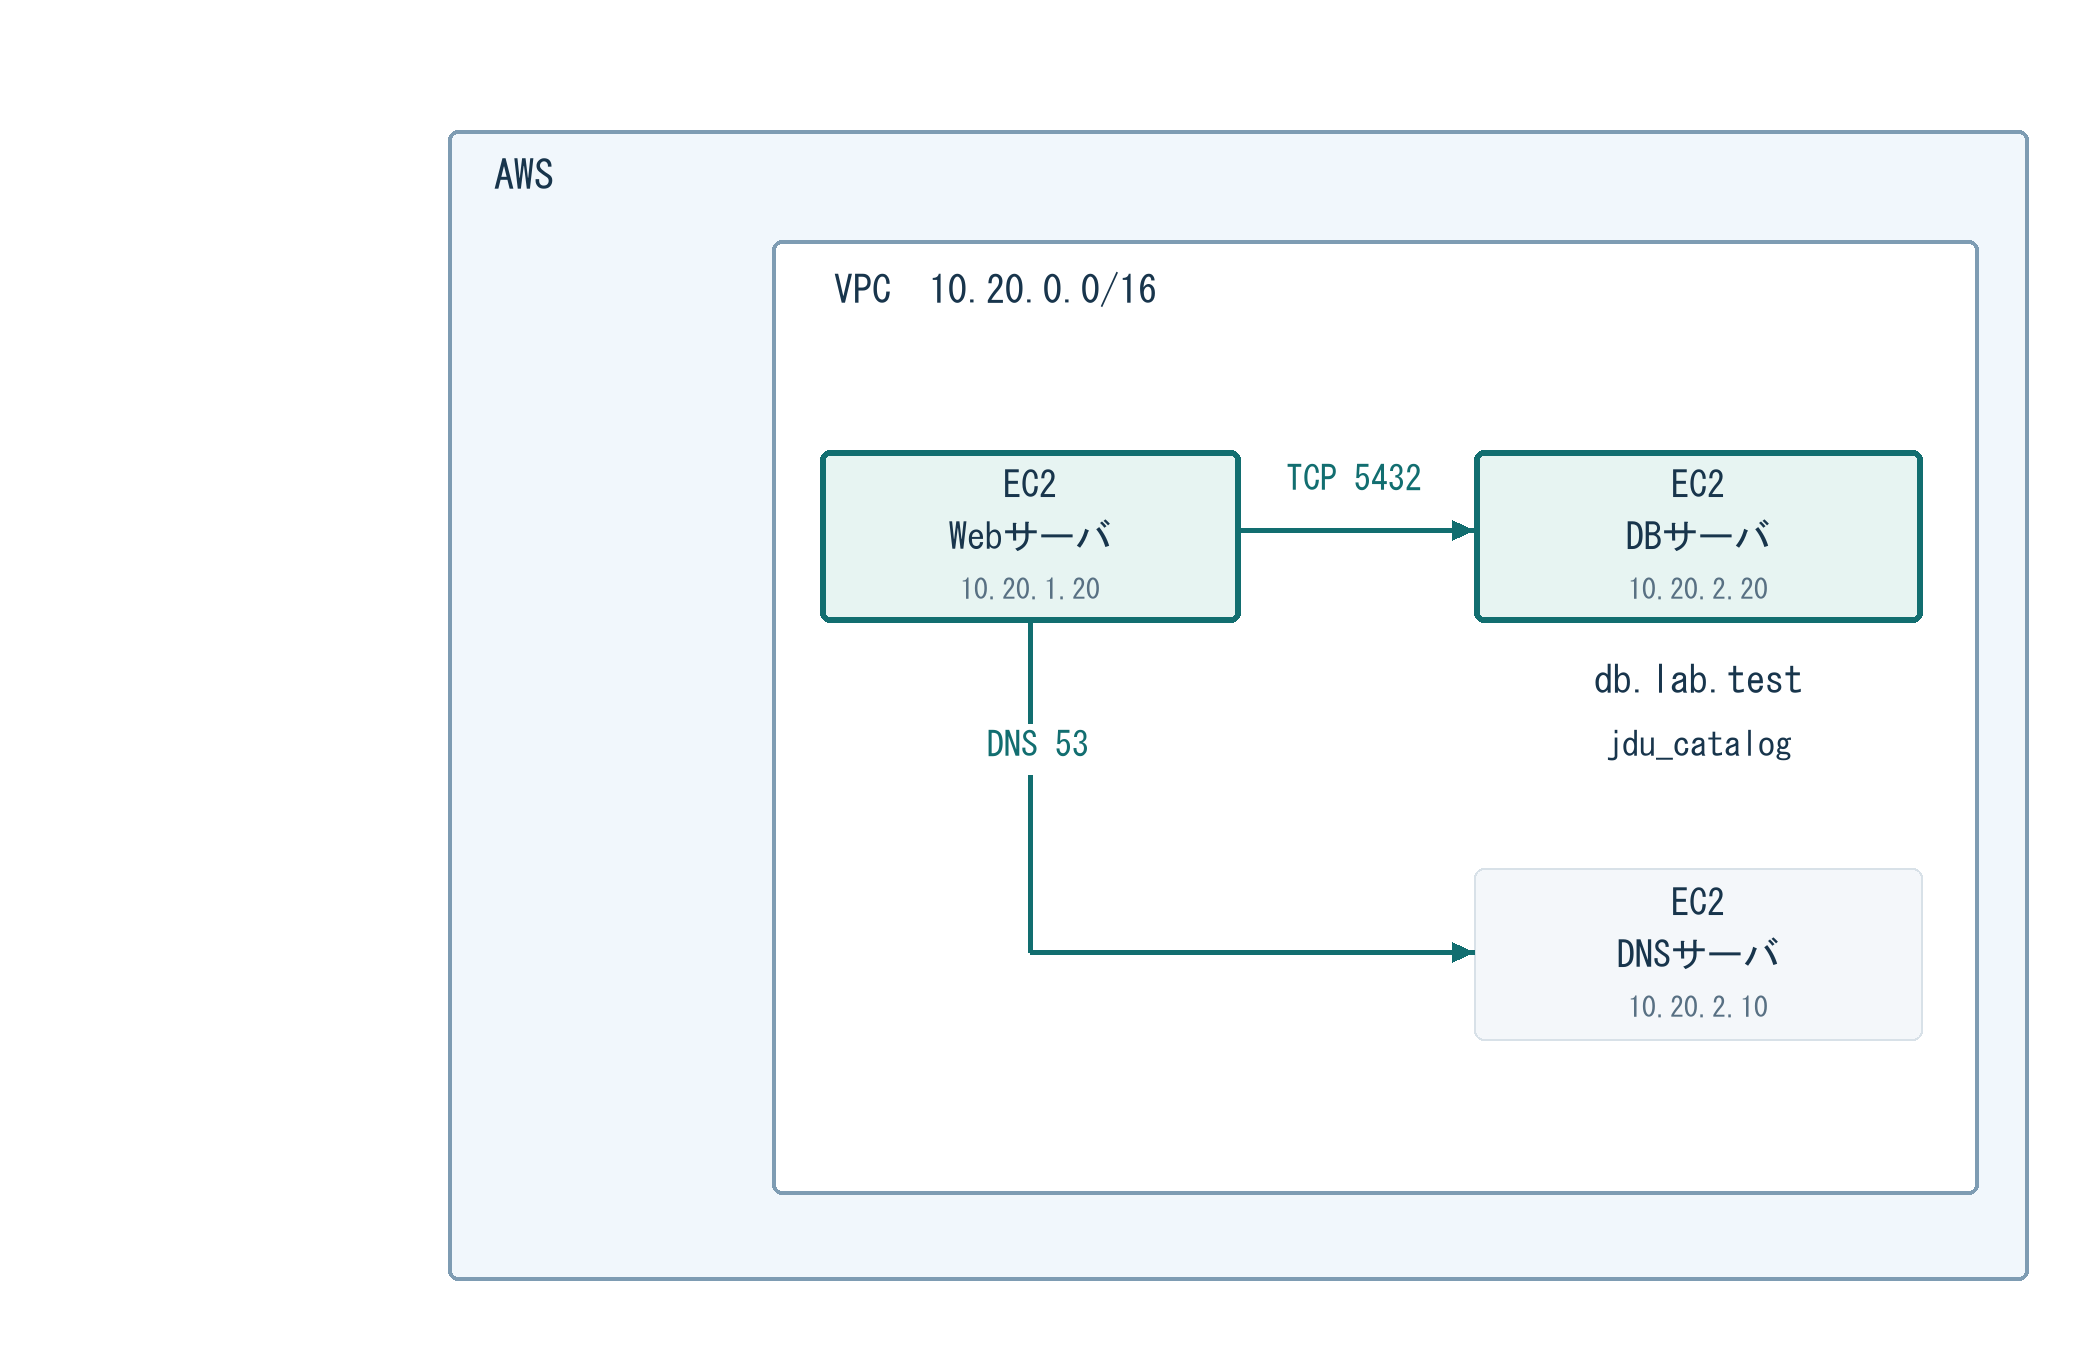 AWS
VPC  10.20.0.0/16
EC2
Webサーバ
10.20.1.20
TCP 5432
EC2
DBサーバ
10.20.2.20
db.lab.test
jdu_catalog
DNS 53
EC2
DNSサーバ
10.20.2.10